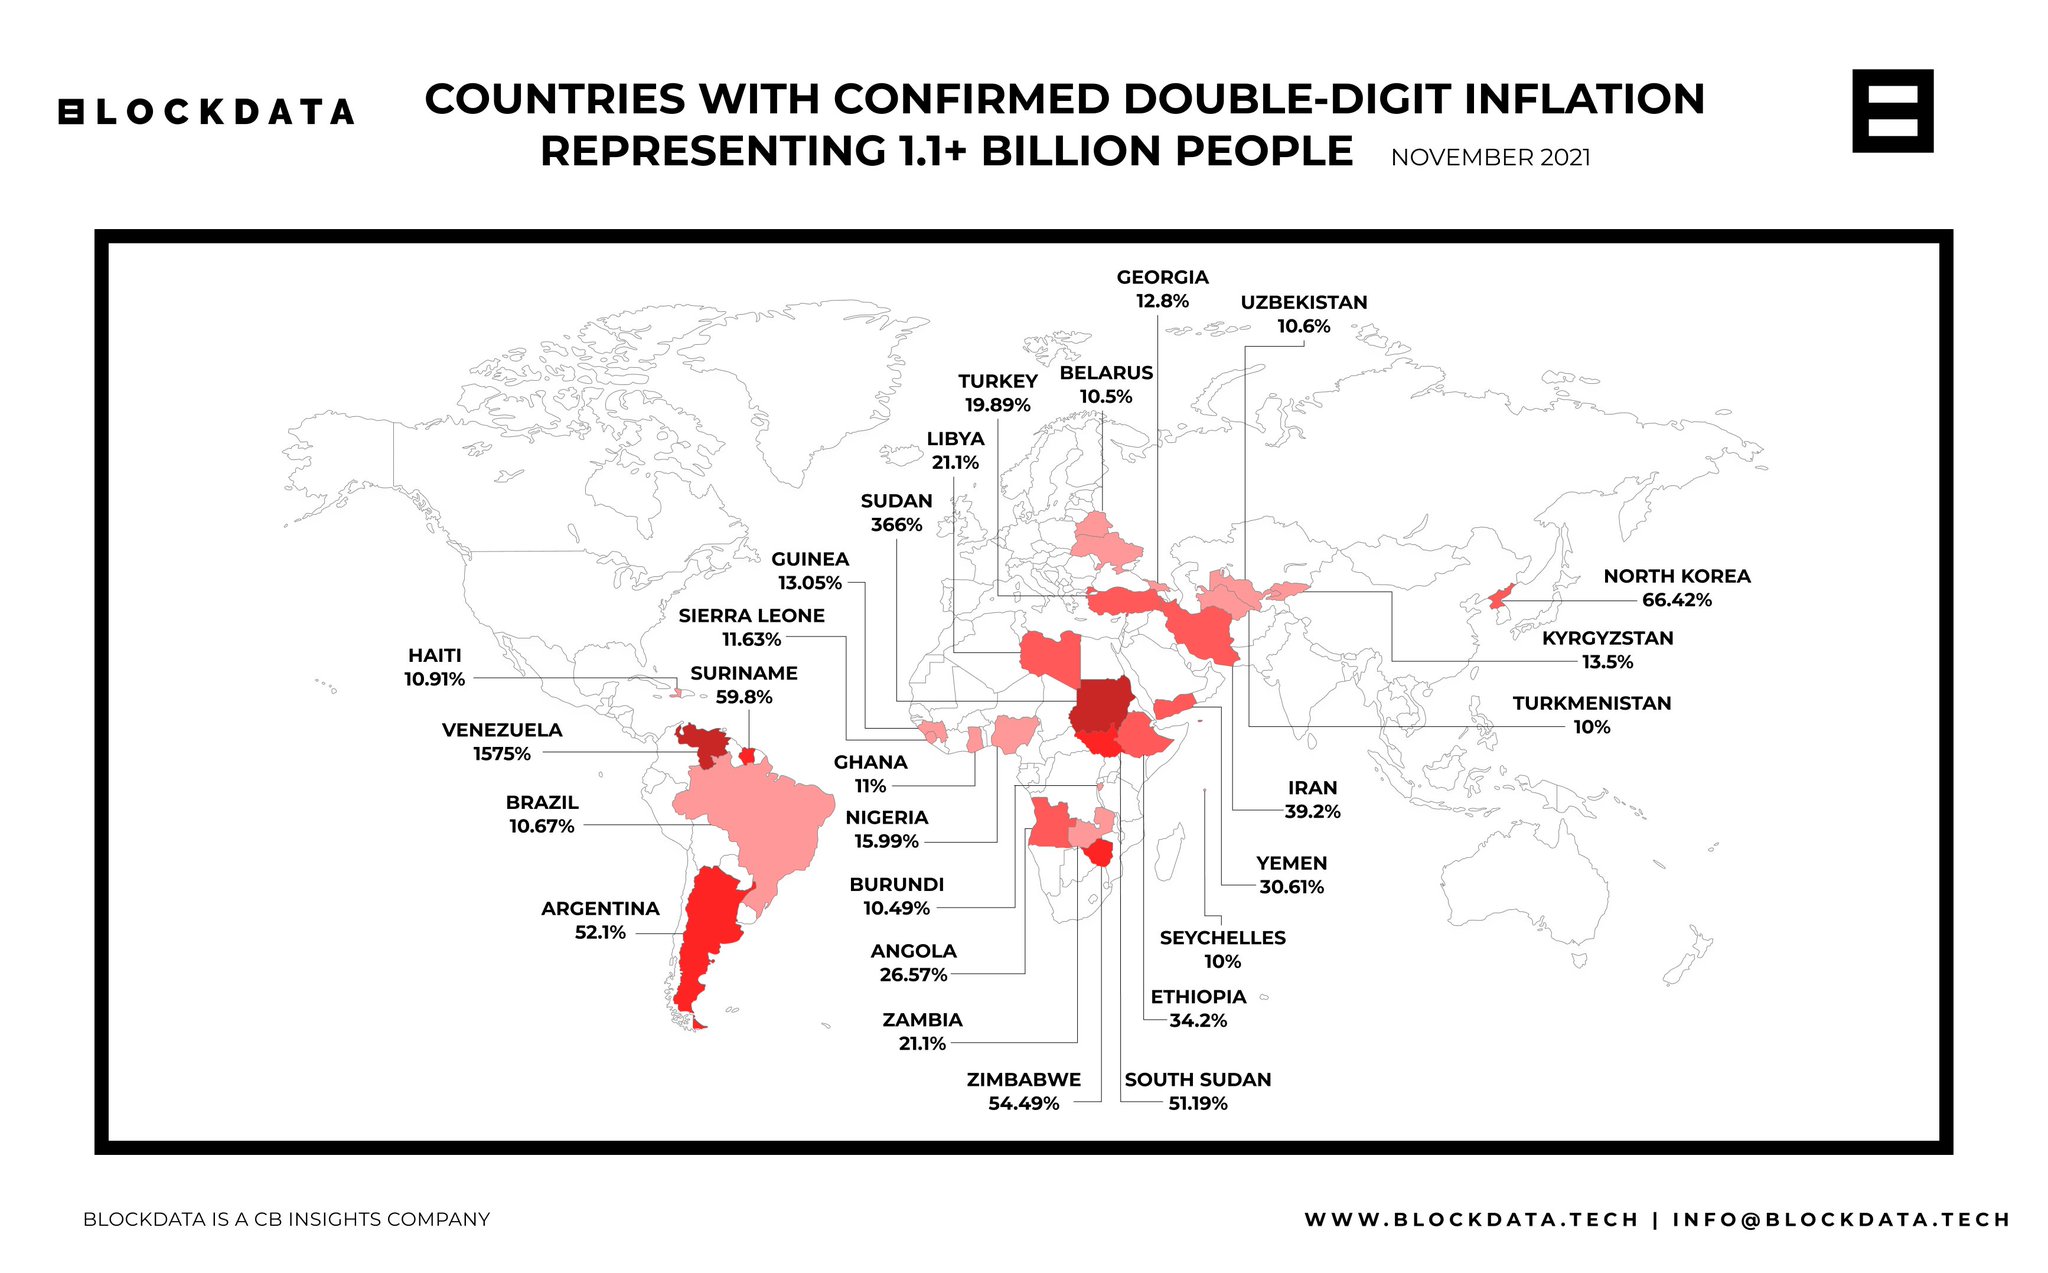 BLOCKDATA
COUNTRIES WITH CONFIRMED DOUBLE-DIGIT INFLATION
REPRESENTING 1.1+ BILLION PEOPLE NOVEMBER 2021
GEORGIA
12.8%
UZBEKISTAN
10.6%
BELARUS
10.5%
TURKEY
19.89%
LIBYA
21.1%
SUDAN
366%
GUINEA
13.05%
SIERRA LEONE
11.63%
HAITI
10.91%
SURINAME
59.8%
VENEZUELA
1575%
BRAZIL
10.67%
ARGENTINA
52.1%
GHANA
11%
NIGERIA
15.99%
BURUNDI
10.49%
ANGOLA
26.57%
ZAMBIA
21.1%
ZIMBABWE
54.49%
SOUTH SUDAN
51.19%
ETHIOPIA
34.2%
SEYCHELLES
10%
YEMEN
30.61%
IRAN
39.2%
TURKMENISTAN
10%
KYRGYZSTAN
13.5%
NORTH KOREA
66.42%
BLOCKDATA IS A CB INSIGHTS COMPANY
WWW.BLOCKDATA.TECH | INFO@BLOCKDATA.TECH